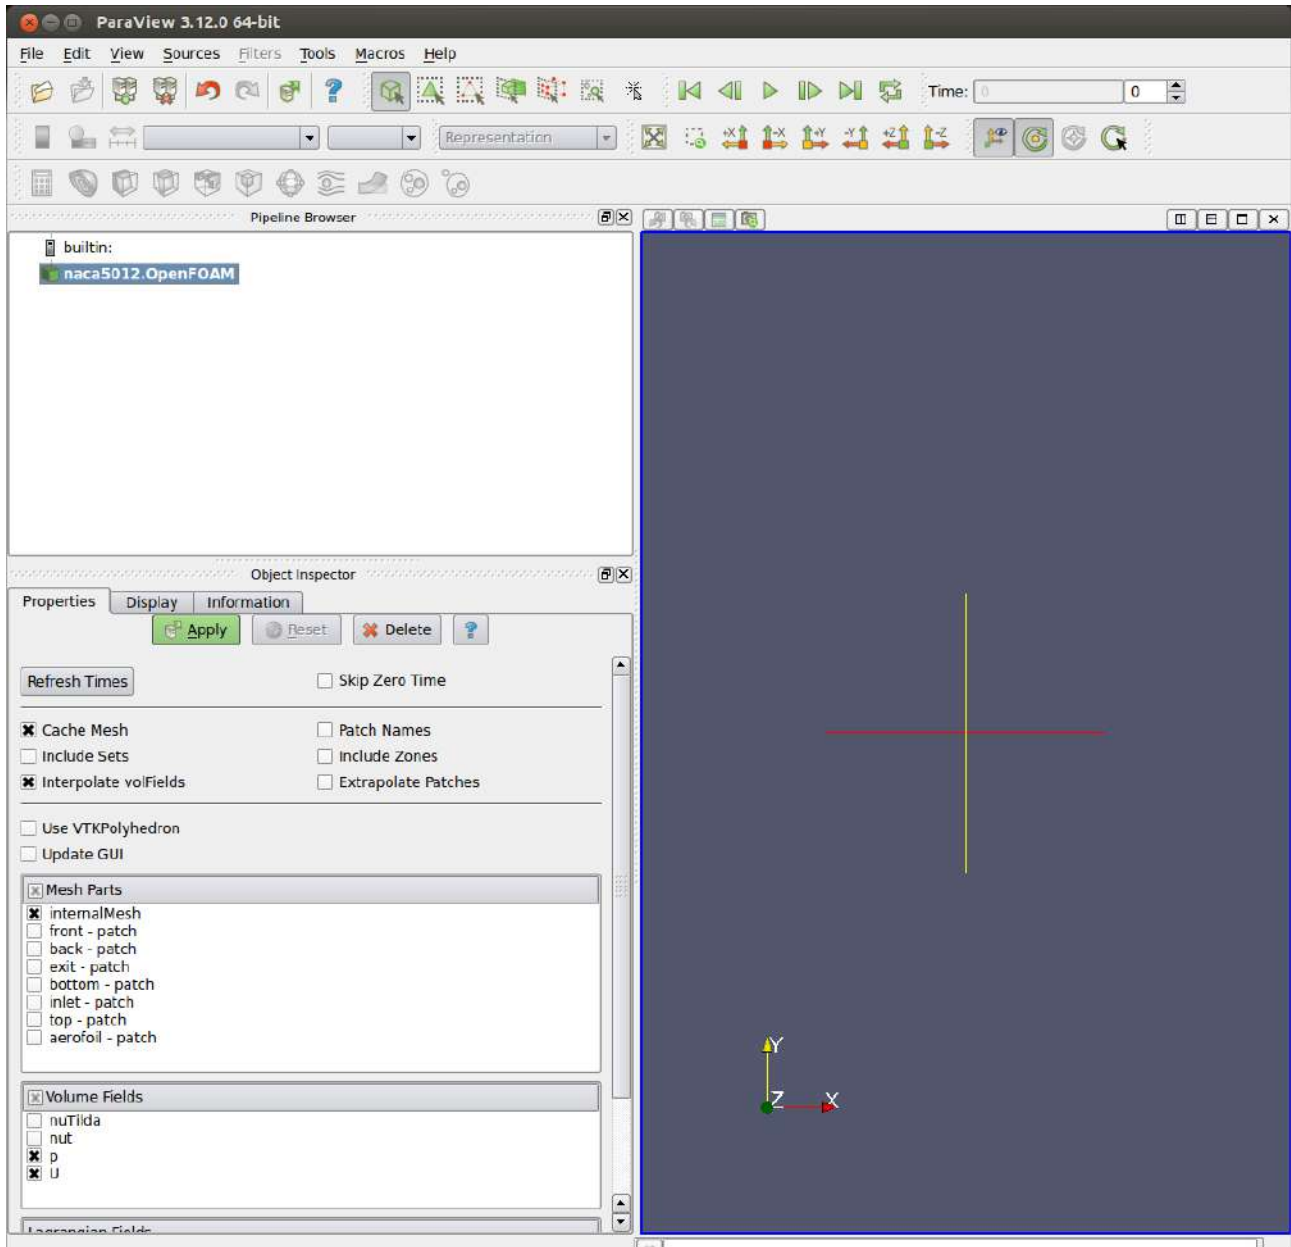 ParaView 3.12.0 64-bit
File Edit View Sources Filters Tools Macros Help
Time: 0 0
Representation
+X -X +Y -Y +Z -Z
Pipeline Browser
builtin:
naca5012.OpenFOAM
Object Inspector
Properties Display Information
Apply Reset Delete
Refresh Times Skip Zero Time
Cache Mesh Patch Names
Include Sets Include Zones
Interpolate volFields Extrapolate Patches
Use VTKPolyhedron
Update GUI
Mesh Parts
internalMesh
front - patch
back - patch
exit - patch
bottom - patch
inlet - patch
top - patch
aerofoil - patch
Volume Fields
nuTilda
nut
p
U
Lagrangian Fields
Y
Z X